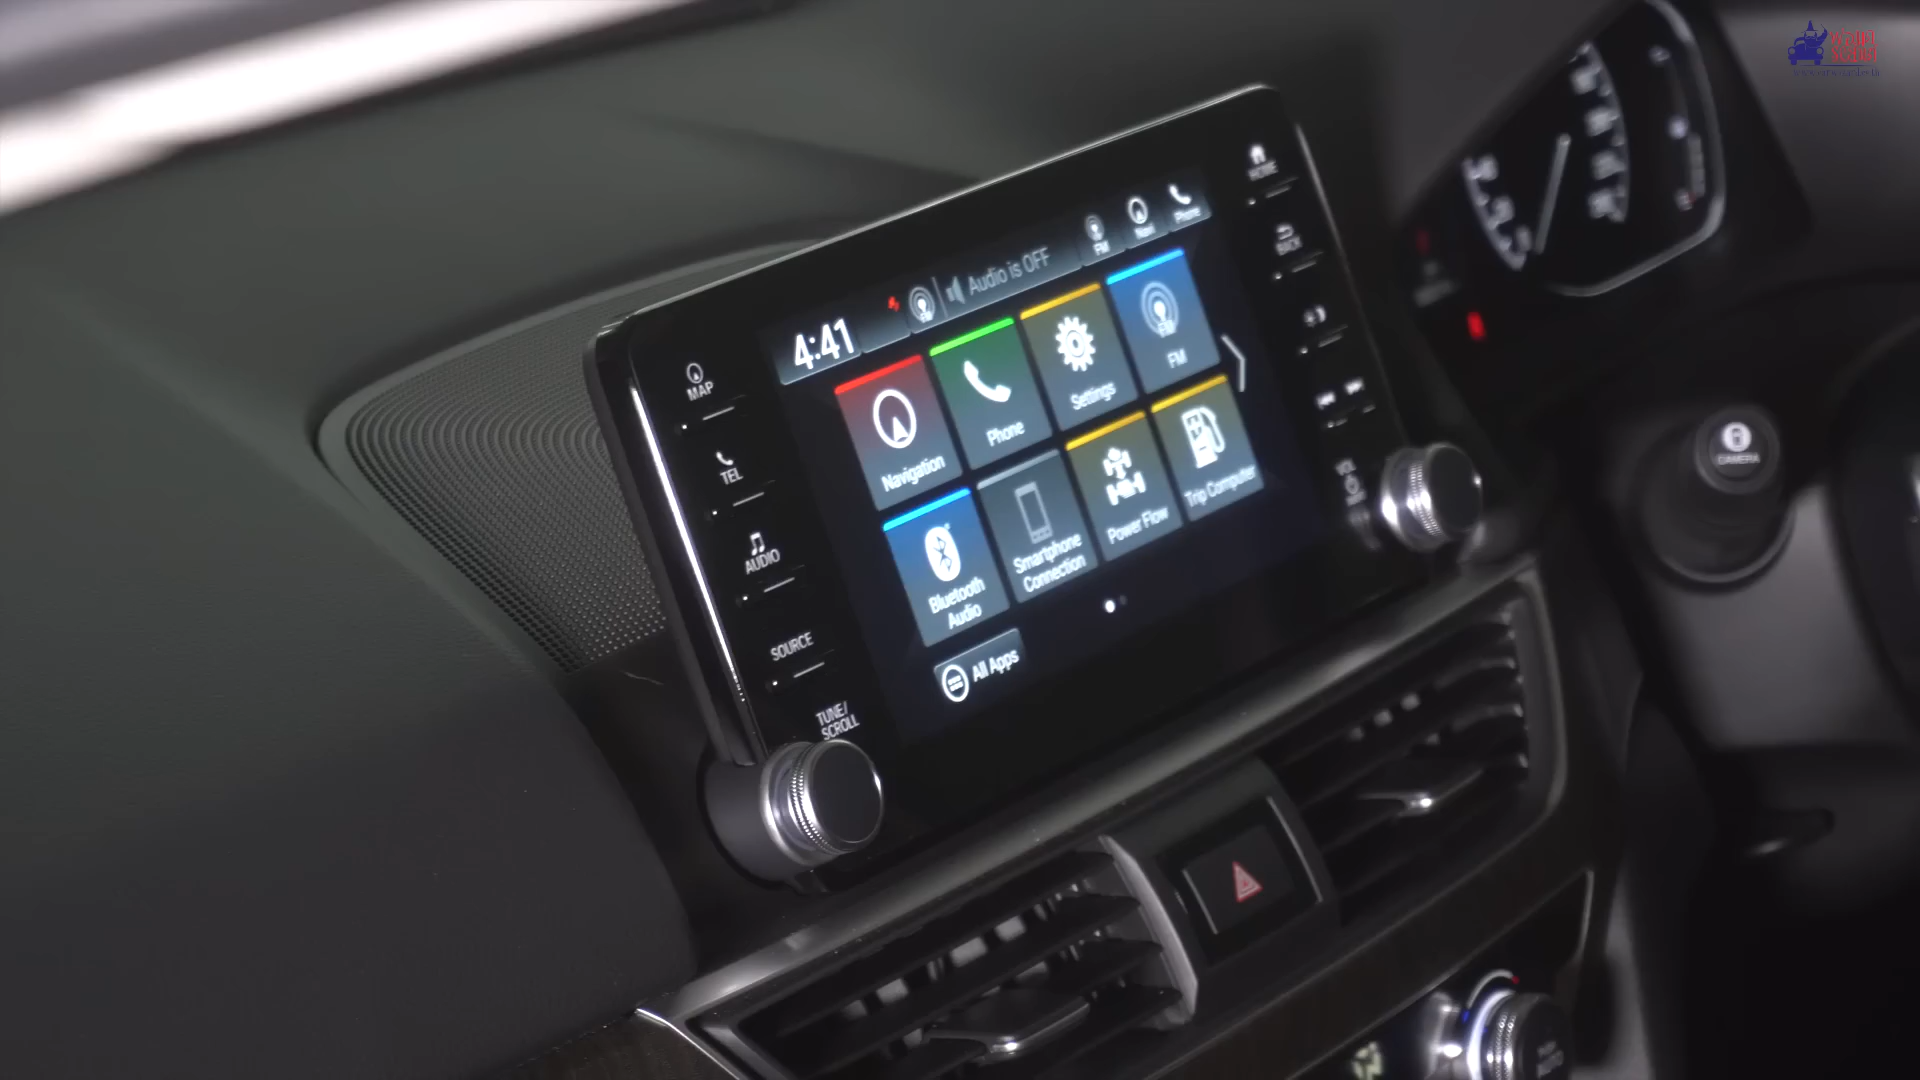 4:41
FM
Audio is OFF
FM
Navi
Phone
HOME
BACK
MAP
TEL
AUDIO
SOURCE
TUNE/
SCROLL
VOL
Navigation
Phone
Settings
FM
Bluetooth
Audio
Smartphone
Connection
Power Flow
Trip Computer
All Apps
CAMERA